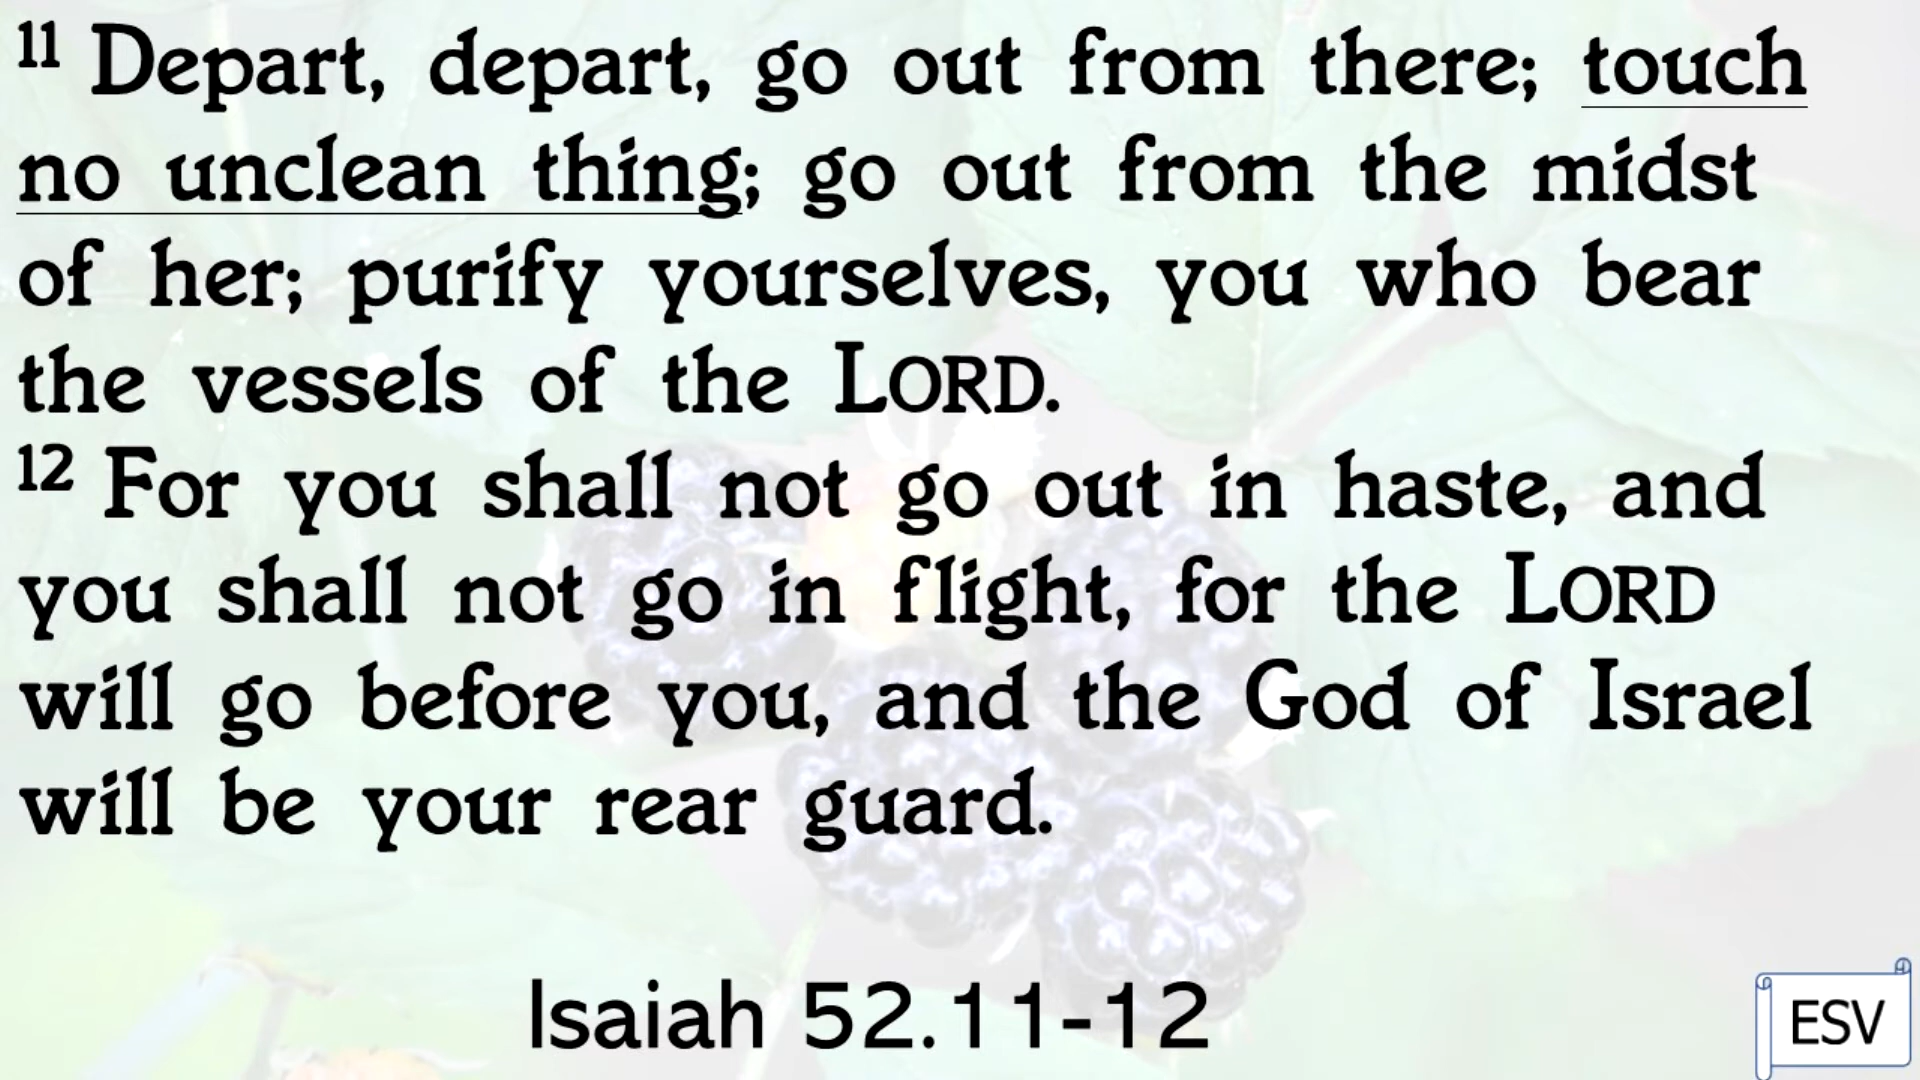 11 Depart, depart, go out from there; touch
no unclean thing; go out from the midst
of her; purify yourselves, you who bear
the vessels of the LORD.
12 For you shall not go out in haste, and
you shall not go in flight, for the LORD
will go before you, and the God of Israel
will be your rear guard.
Isaiah 52.11-12
ESV